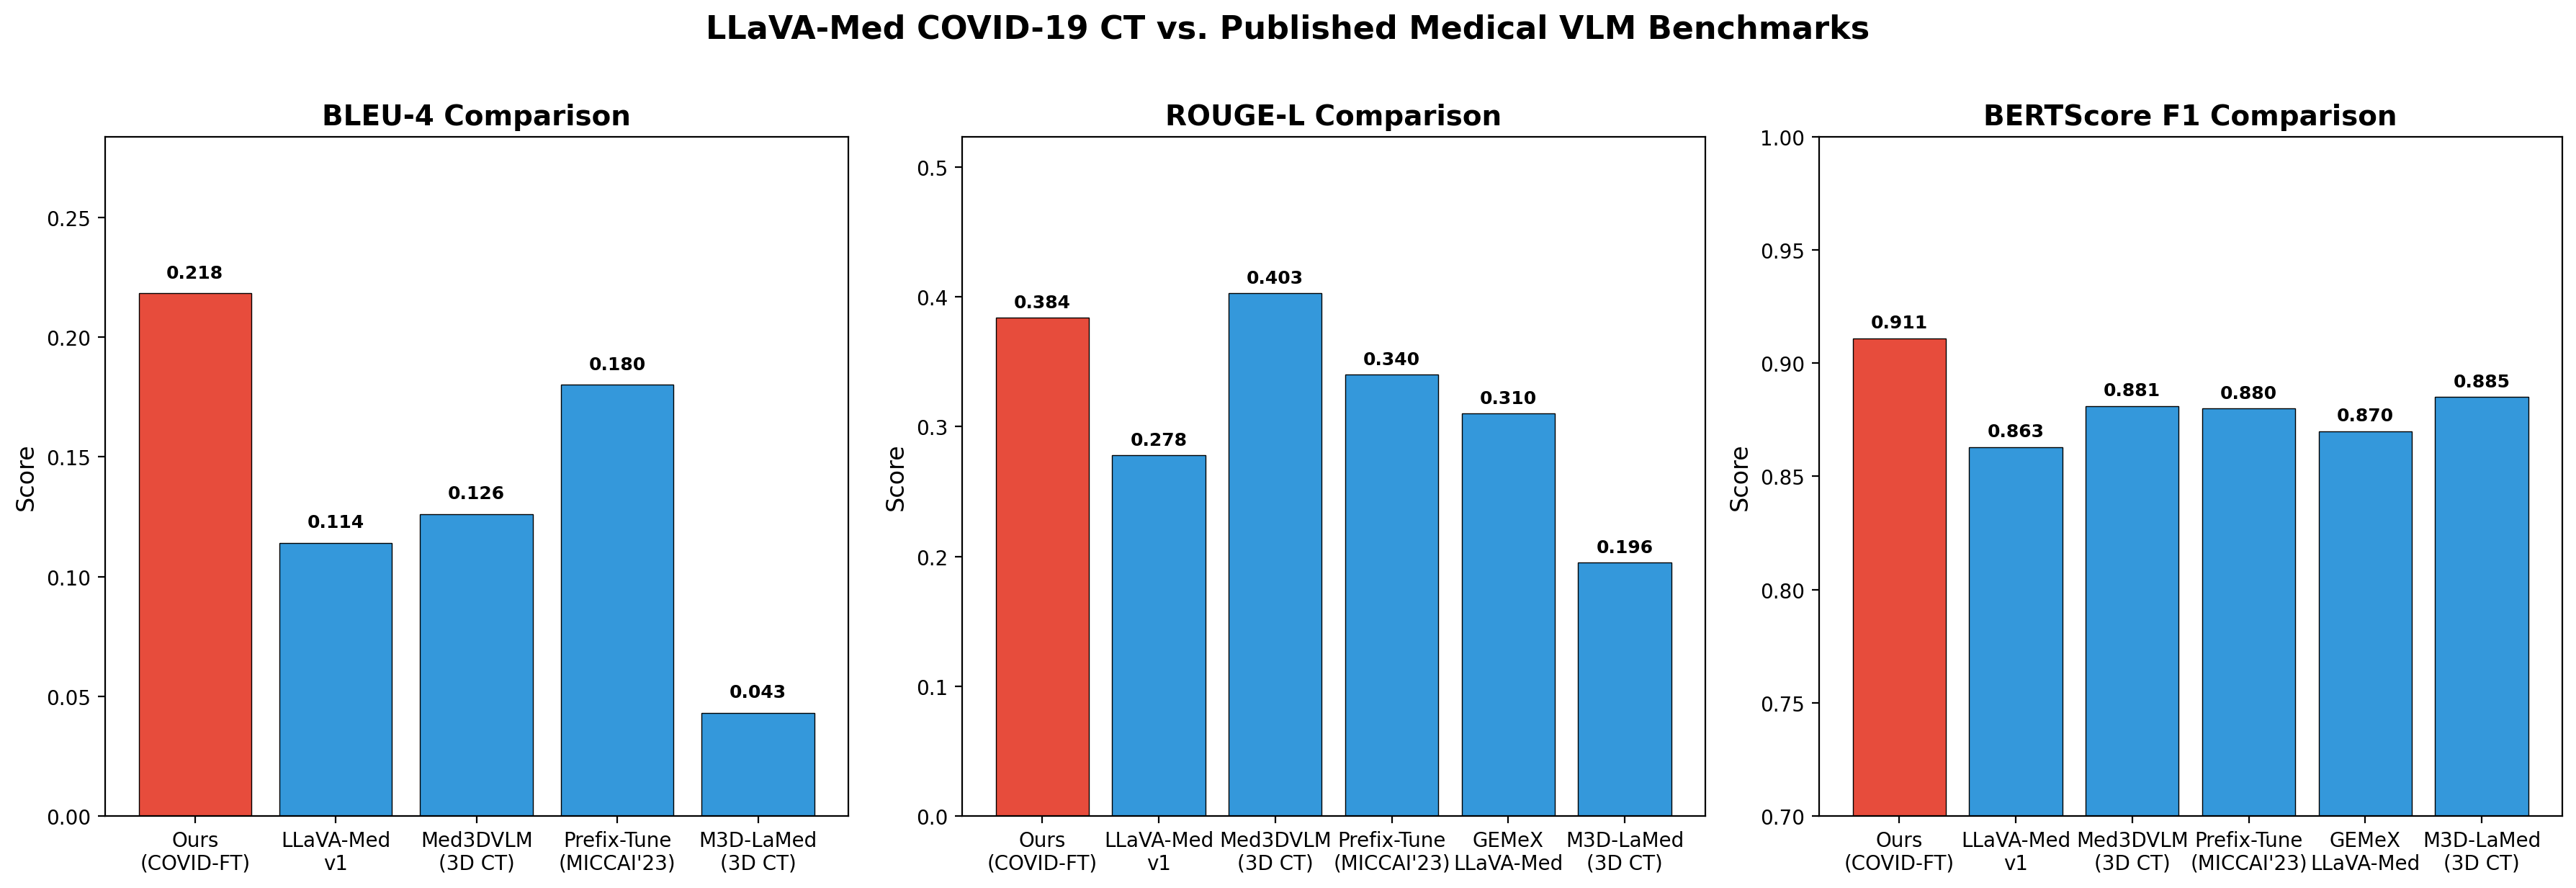 LLaVA-Med COVID-19 CT vs. Published Medical VLM Benchmarks
BLEU-4 Comparison
Score
0.25
0.20
0.15
0.10
0.05
0.00
0.218
0.114
0.126
0.180
0.043
Ours
(COVID-FT)
LLaVA-Med
v1
Med3DVLM
(3D CT)
Prefix-Tune
(MICCAI'23)
M3D-LaMed
(3D CT)
ROUGE-L Comparison
Score
0.5
0.4
0.3
0.2
0.1
0.0
0.384
0.278
0.403
0.340
0.310
0.196
Ours
(COVID-FT)
LLaVA-Med
v1
Med3DVLM
(3D CT)
Prefix-Tune
(MICCAI'23)
GEMeX
LLaVA-Med
M3D-LaMed
(3D CT)
BERTScore F1 Comparison
Score
1.00
0.95
0.90
0.85
0.80
0.75
0.70
0.911
0.863
0.881
0.880
0.870
0.885
Ours
(COVID-FT)
LLaVA-Med
v1
Med3DVLM
(3D CT)
Prefix-Tune
(MICCAI'23)
GEMeX
LLaVA-Med
M3D-LaMed
(3D CT)